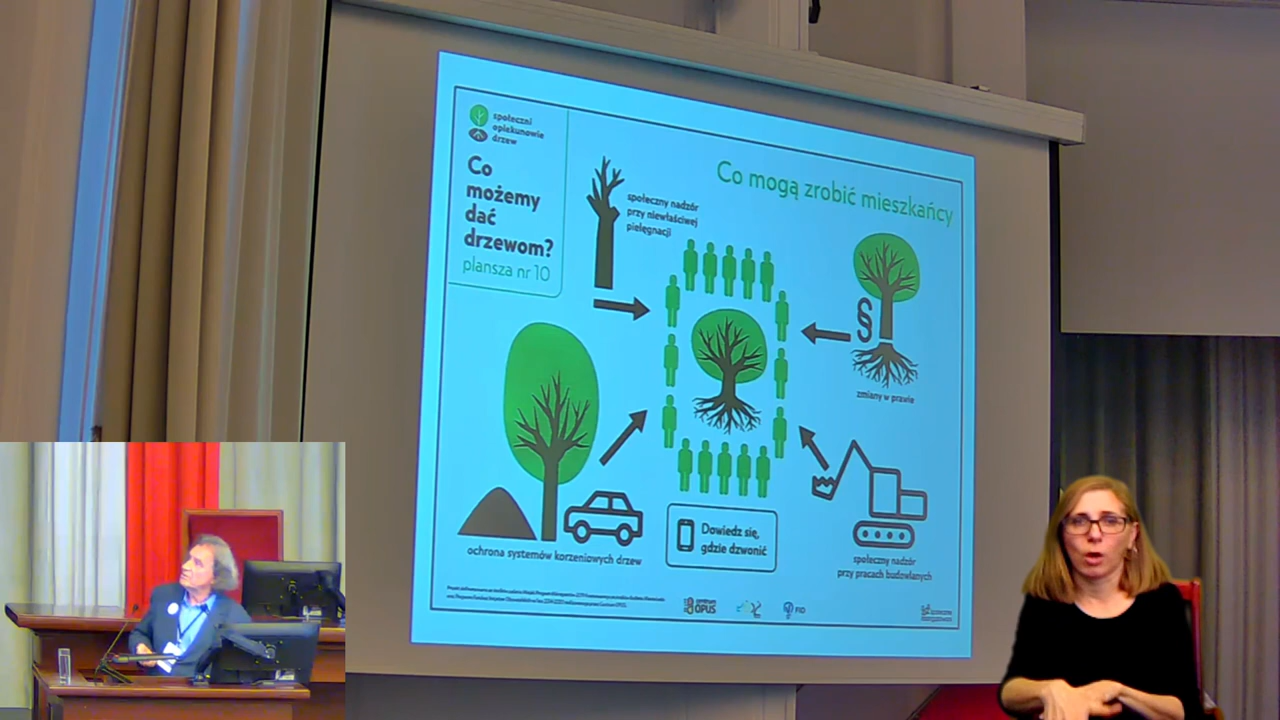 społeczni
opiekunowie
drzew
Co
możemy
dać
drzewom?
plansza nr 10
Co mogą zrobić mieszkańcy
społeczny nadzór
przy niewłaściwej
pielęgnacji
§
zmiany w prawie
ochrona systemów korzeniowych drzew
Dowiedz się,
gdzie dzwonić
społeczny nadzór
przy pracach budowlanych
OPUS
FIO